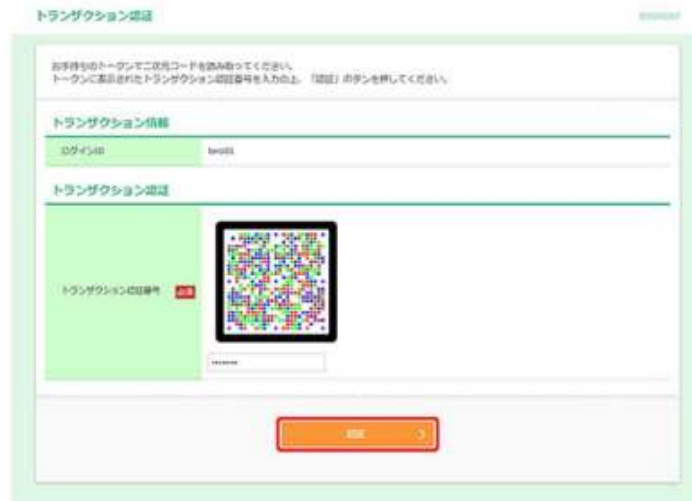 トランザクション認証
お手持ちのトークンで二次元コードを読み取ってください。
トークンに表示されたトランザクション認証番号を入力の上、「認証」ボタンを押してください。
トランザクション情報
ログインID
トランザクション認証
トランザクション認証番号 必須
認証